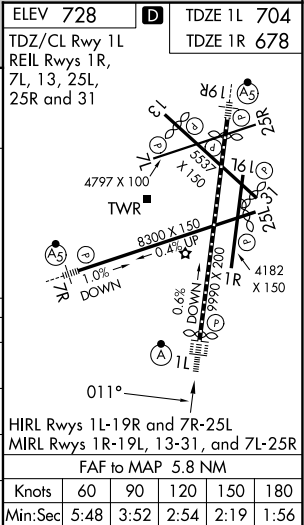 ELEV 728
D
TDZE 1L 704
TDZE 1R 678
TDZ/CL Rwy 1L
REIL Rwys 1R,
7L, 13, 25L,
25R and 31
19R
A5
P
13
P
P
25R
P
7L
5537
X 150
19L
4797 X 100
TWR
31
25L
P
8300 X 150
0.4% UP
A5
P
7R
1.0%
DOWN
P
1R
4182
X 150
0.6%
DOWN
9990 X 200
P
A
1L
011°
HIRL Rwys 1L-19R and 7R-25L
MIRL Rwys 1R-19L, 13-31, and 7L-25R
FAF to MAP 5.8 NM
Knots 60 90 120 150 180
Min:Sec 5:48 3:52 2:54 2:19 1:56